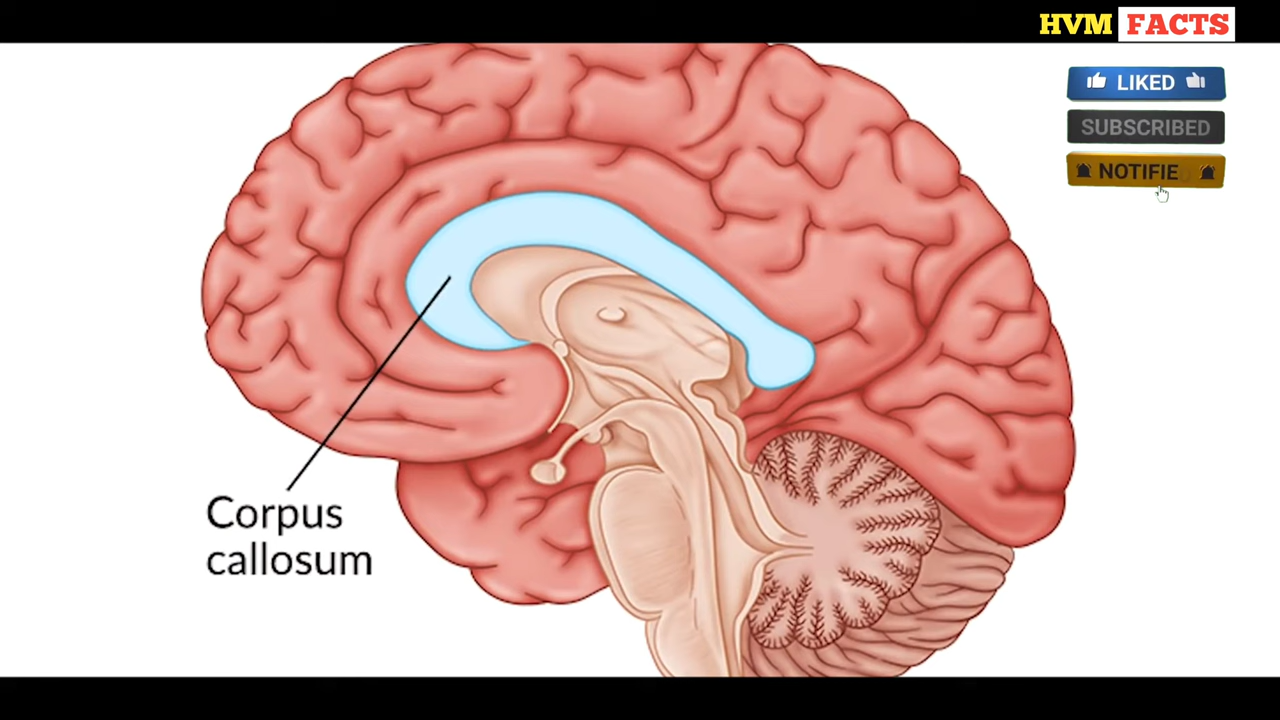 HVM FACTS
LIKED
SUBSCRIBED
NOTIFIE
Corpus
callosum